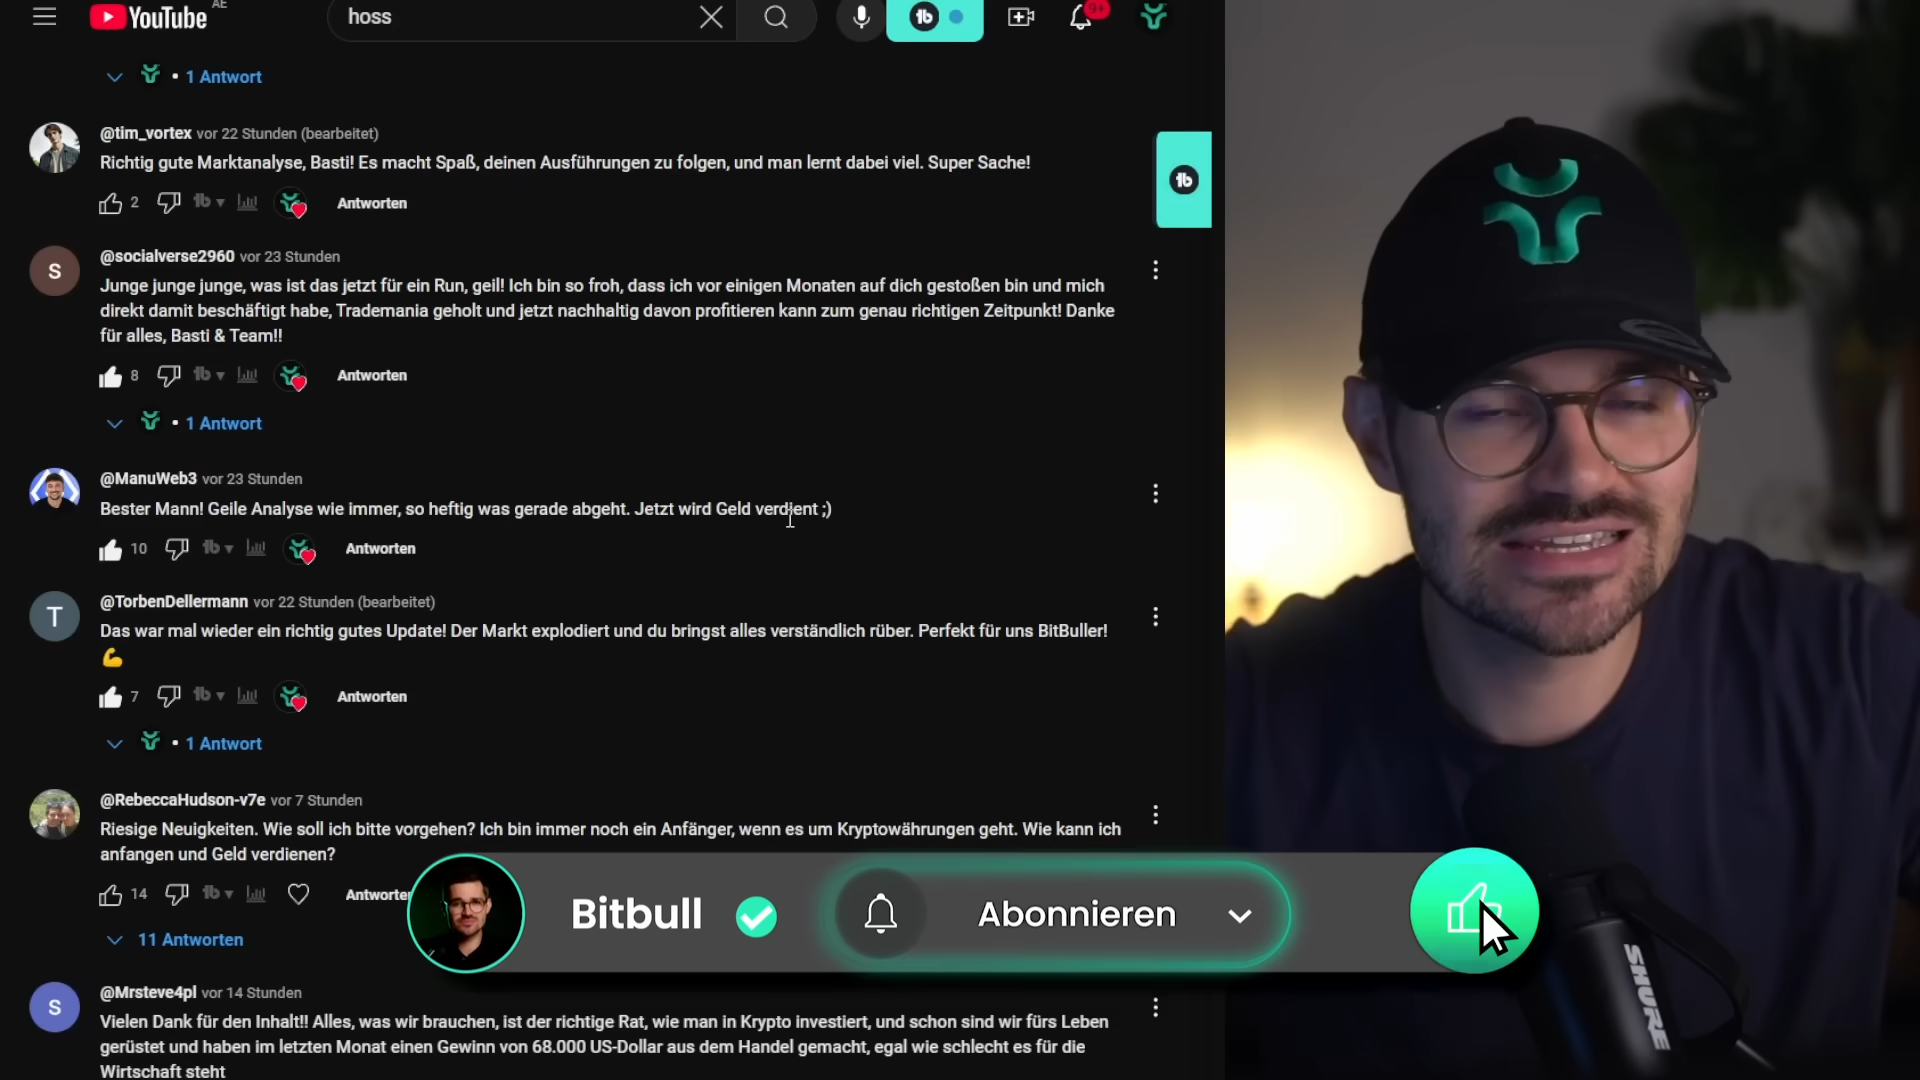 YouTube
AE
hoss
9+
1 Antwort
@tim_vortex vor 22 Stunden (bearbeitet)
Richtig gute Marktanalyse, Basti! Es macht Spaß, deinen Ausführungen zu folgen, und man lernt dabei viel. Super Sache!
2
Antworten
S
@socialverse2960 vor 23 Stunden
Junge junge junge, was ist das jetzt für ein Run, geil! Ich bin so froh, dass ich vor einigen Monaten auf dich gestoßen bin und mich
direkt damit beschäftigt habe, Trademania geholt und jetzt nachhaltig davon profitieren kann zum genau richtigen Zeitpunkt! Danke
für alles, Basti & Team!!
8
Antworten
1 Antwort
@ManuWeb3 vor 23 Stunden
Bester Mann! Geile Analyse wie immer, so heftig was gerade abgeht. Jetzt wird Geld verdient ;)
10
Antworten
T
@TorbenDellermann vor 22 Stunden (bearbeitet)
Das war mal wieder ein richtig gutes Update! Der Markt explodiert und du bringst alles verständlich rüber. Perfekt für uns BitBuller!
💪
7
Antworten
1 Antwort
@RebeccaHudson-v7e vor 7 Stunden
Riesige Neuigkeiten. Wie soll ich bitte vorgehen? Ich bin immer noch ein Anfänger, wenn es um Kryptowährungen geht. Wie kann ich
anfangen und Geld verdienen?
14
Antworten
11 Antworten
Bitbull
Abonnieren
S
@Mrsteve4pl vor 14 Stunden
Vielen Dank für den Inhalt!! Alles, was wir brauchen, ist der richtige Rat, wie man in Krypto investiert, und schon sind wir fürs Leben
gerüstet und haben im letzten Monat einen Gewinn von 68.000 US-Dollar aus dem Handel gemacht, egal wie schlecht es für die
Wirtschaft steht
SHURE